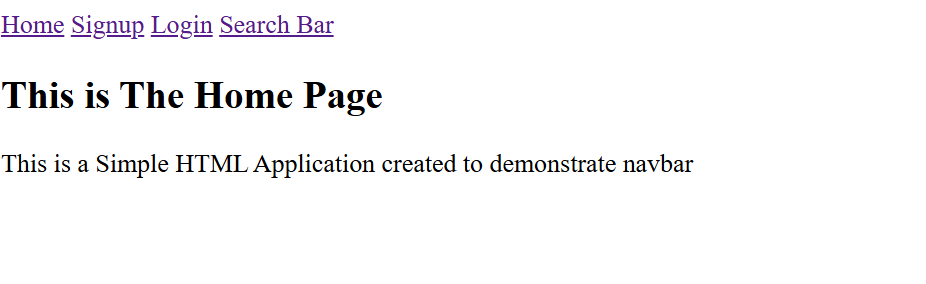 Home Signup Login Search Bar
This is The Home Page
This is a Simple HTML Application created to demonstrate navbar